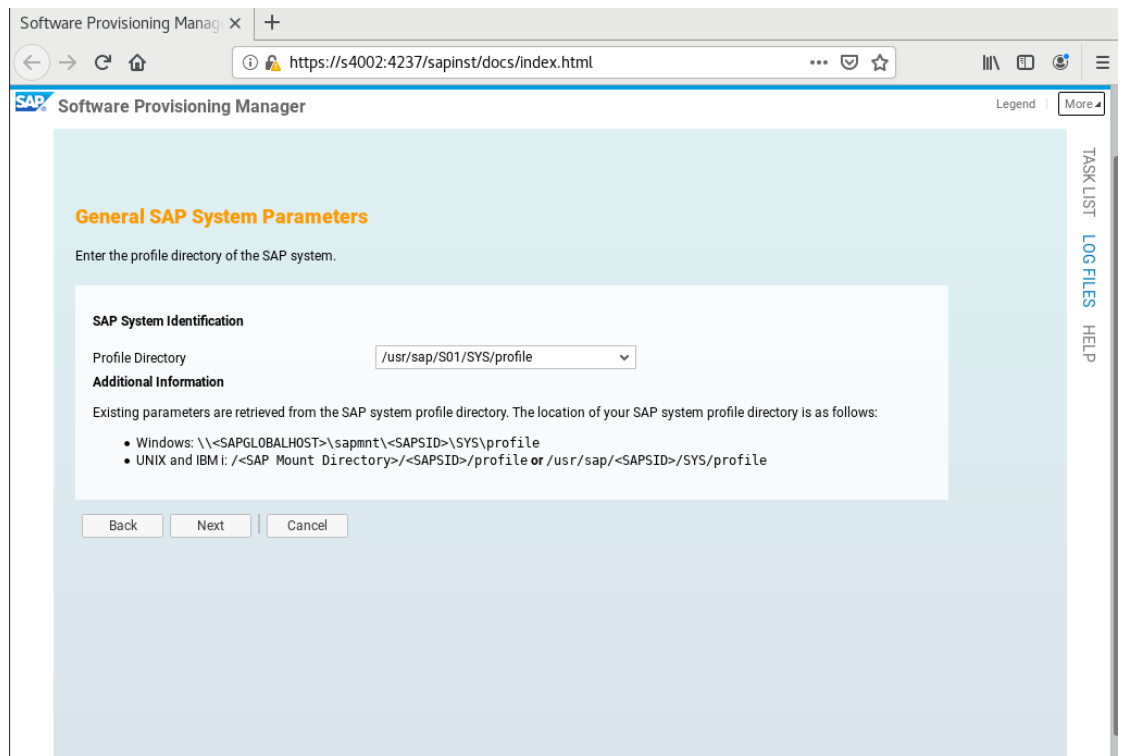 Software Provisioning Manag
https://s4002:4237/sapinst/docs/index.html
SAP Software Provisioning Manager
Legend
More
TASK LIST
LOG FILES
HELP
General SAP System Parameters
Enter the profile directory of the SAP system.
SAP System Identification
Profile Directory /usr/sap/S01/SYS/profile
Additional Information
Existing parameters are retrieved from the SAP system profile directory. The location of your SAP system profile directory is as follows:
• Windows: \\<SAPGLOBALHOST>\sapmnt\<SAPSID>\SYS\profile
• UNIX and IBM i: /<SAP Mount Directory>/<SAPSID>/profile or /usr/sap/<SAPSID>/SYS/profile
Back Next Cancel